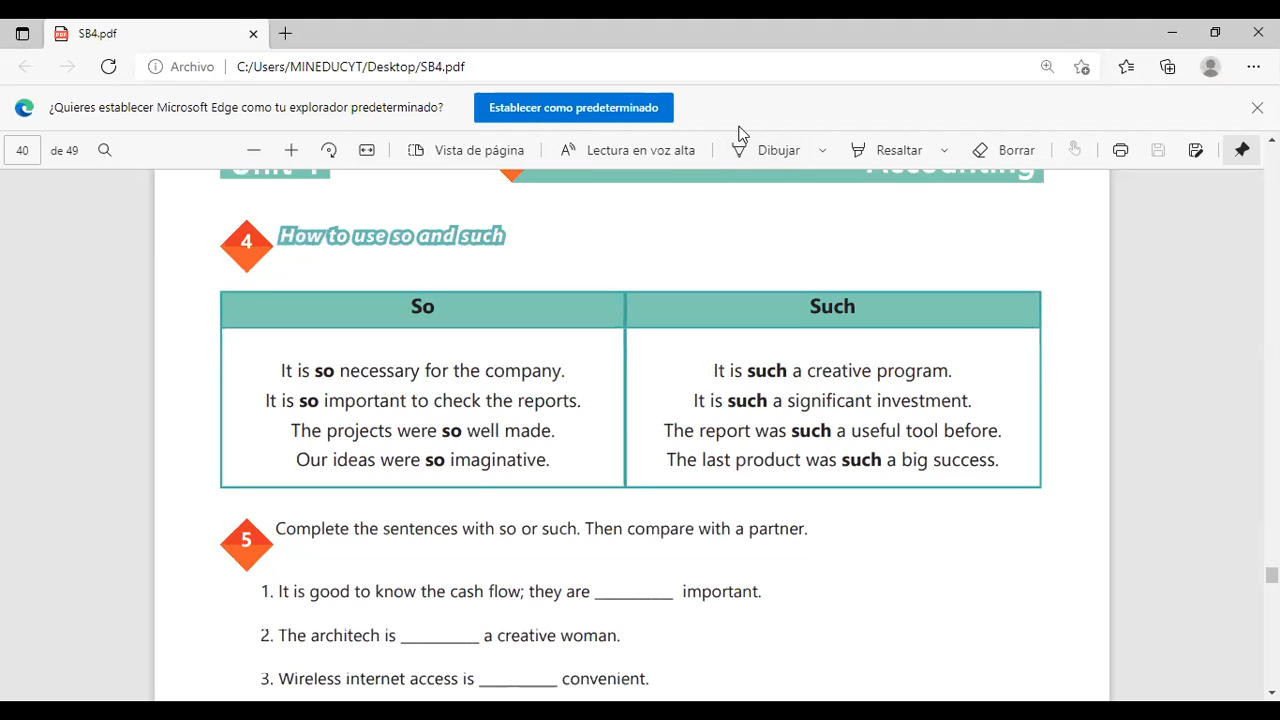 SB4.pdf
Archivo C:/Users/MINEDUCYT/Desktop/SB4.pdf
¿Quieres establecer Microsoft Edge como tu explorador predeterminado? Establecer como predeterminado
40 de 49 Vista de página Lectura en voz alta Dibujar Resaltar Borrar
Unit 1 Accounting
4 How to use so and such
So Such
It is so necessary for the company. It is such a creative program.
It is so important to check the reports. It is such a significant investment.
The projects were so well made. The report was such a useful tool before.
Our ideas were so imaginative. The last product was such a big success.
5 Complete the sentences with so or such. Then compare with a partner.
1. It is good to know the cash flow; they are _________ important.
2. The architech is _________ a creative woman.
3. Wireless internet access is _________ convenient.